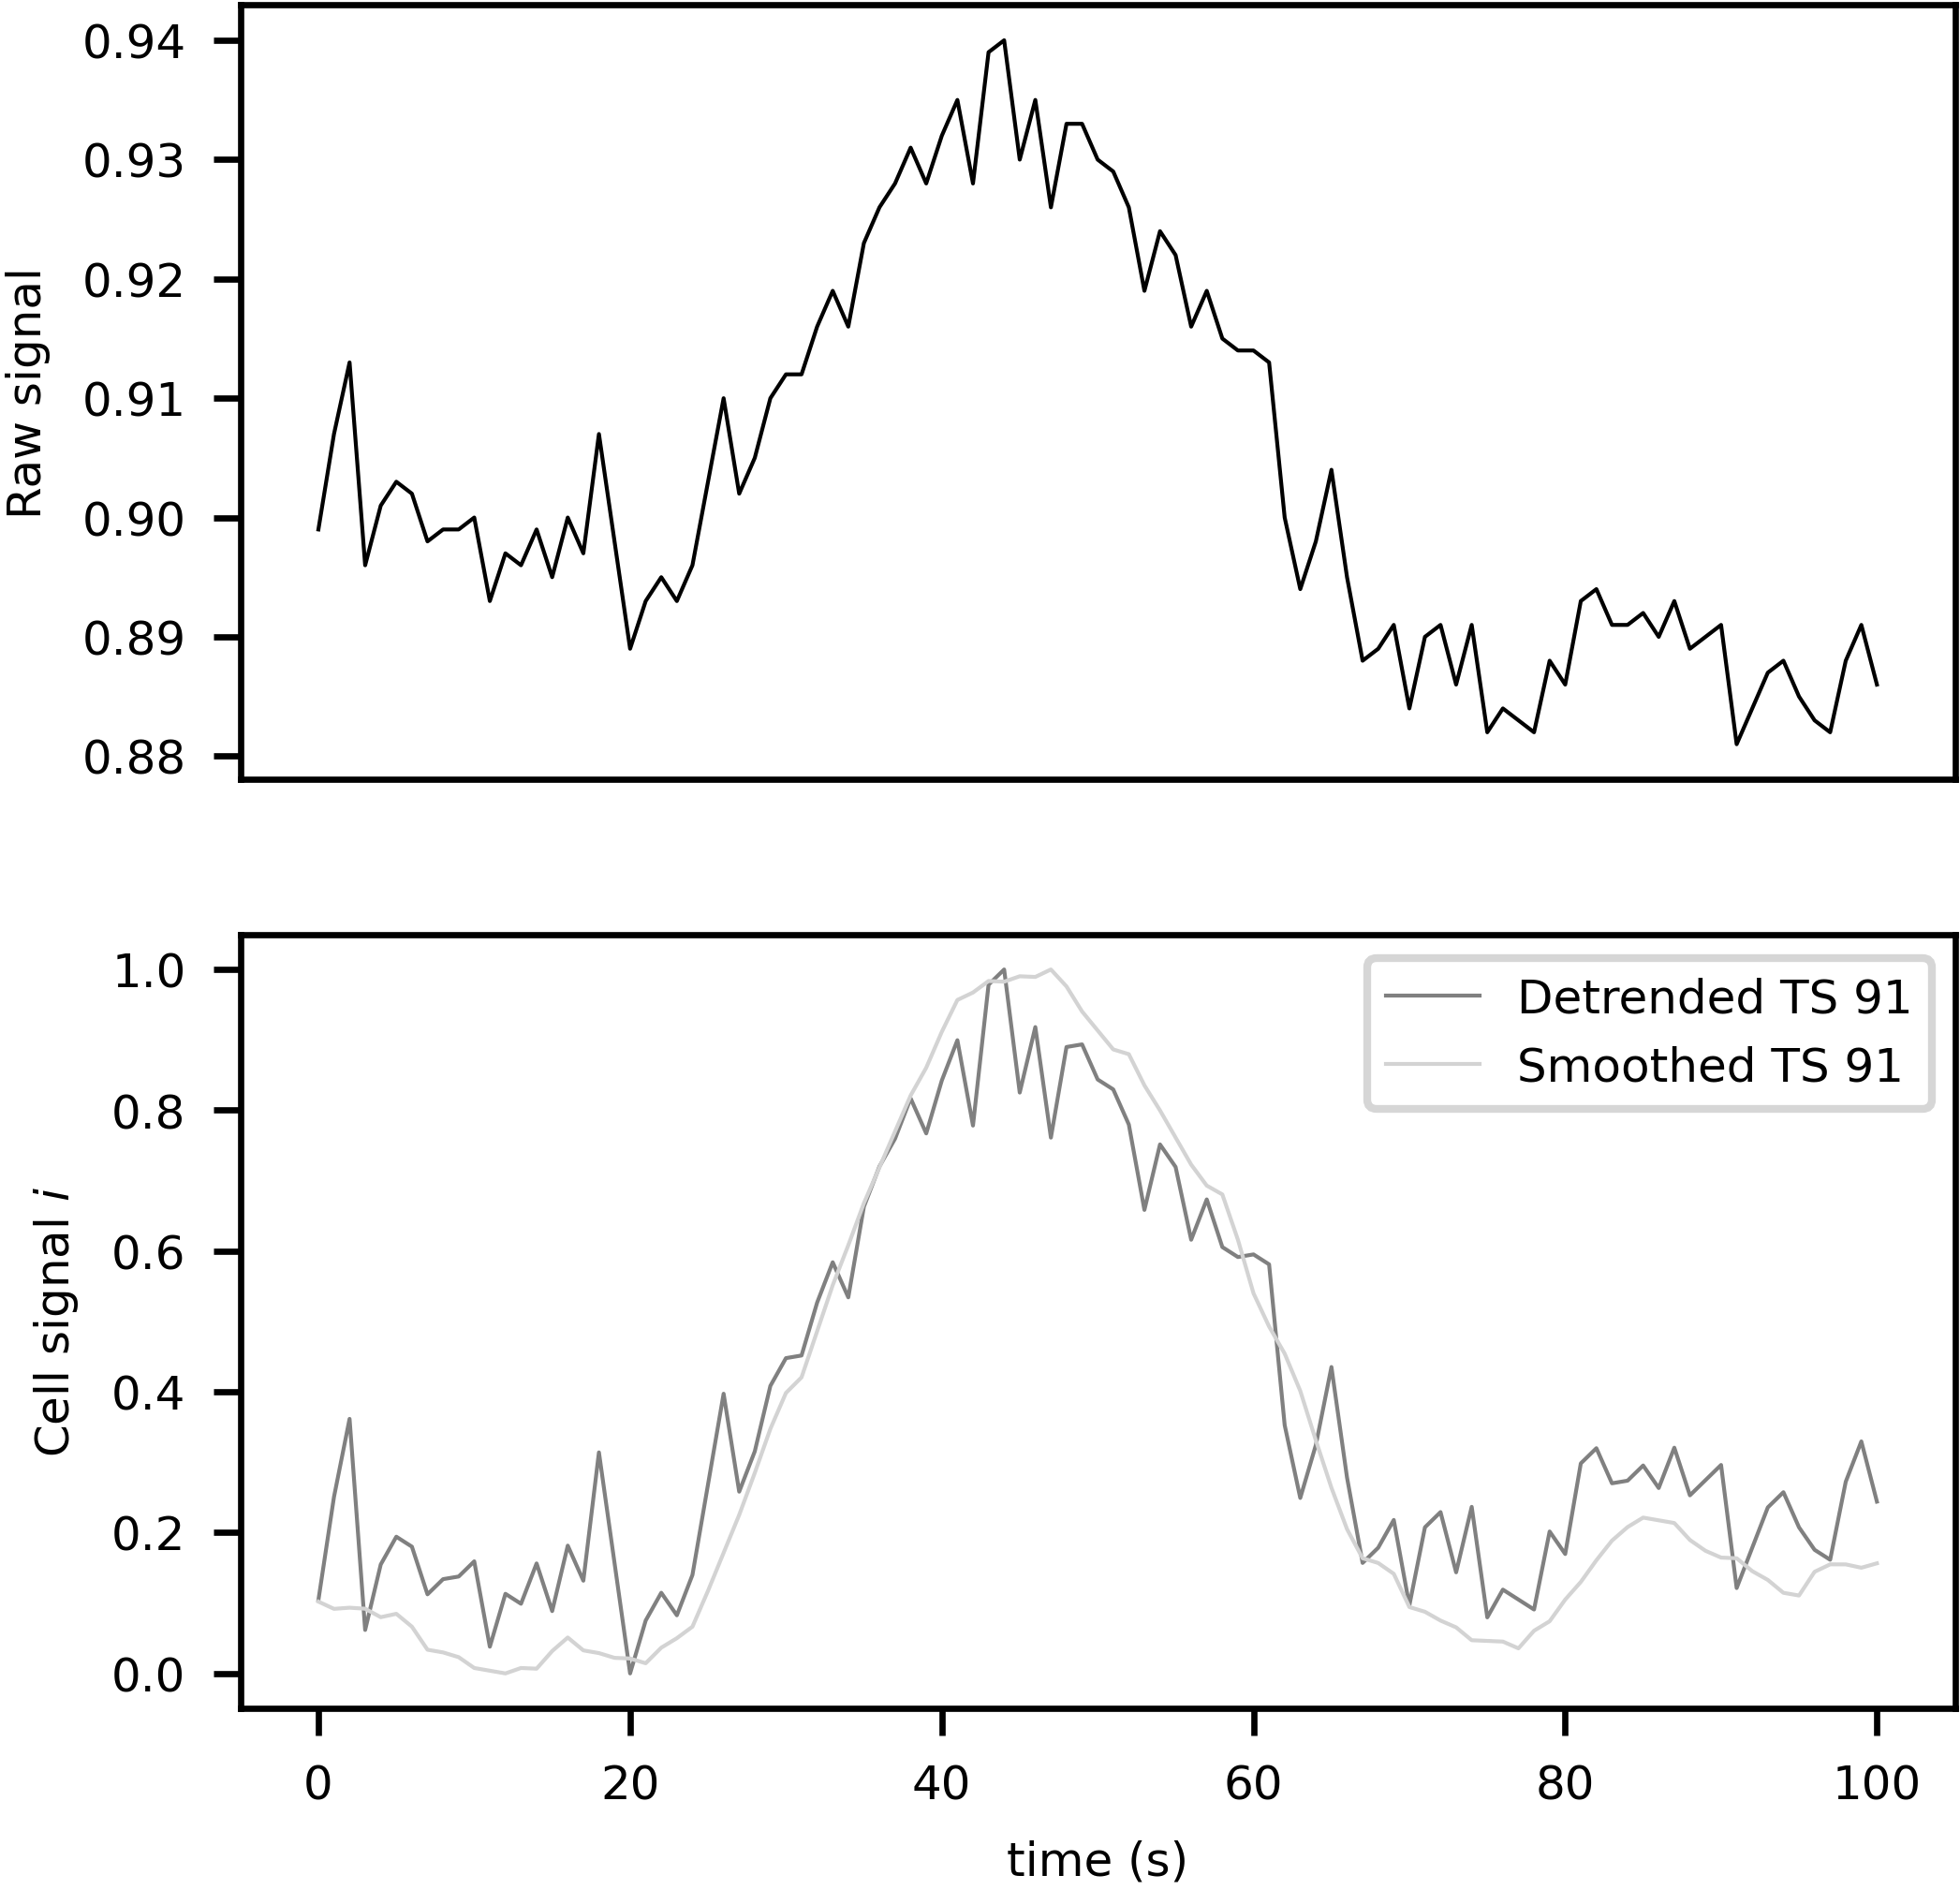 Raw signal
0.94
0.93
0.92
0.91
0.90
0.89
0.88
Cell signal i
1.0
0.8
0.6
0.4
0.2
0.0
Detrended TS 91
Smoothed TS 91
0 20 40 60 80 100
time (s)